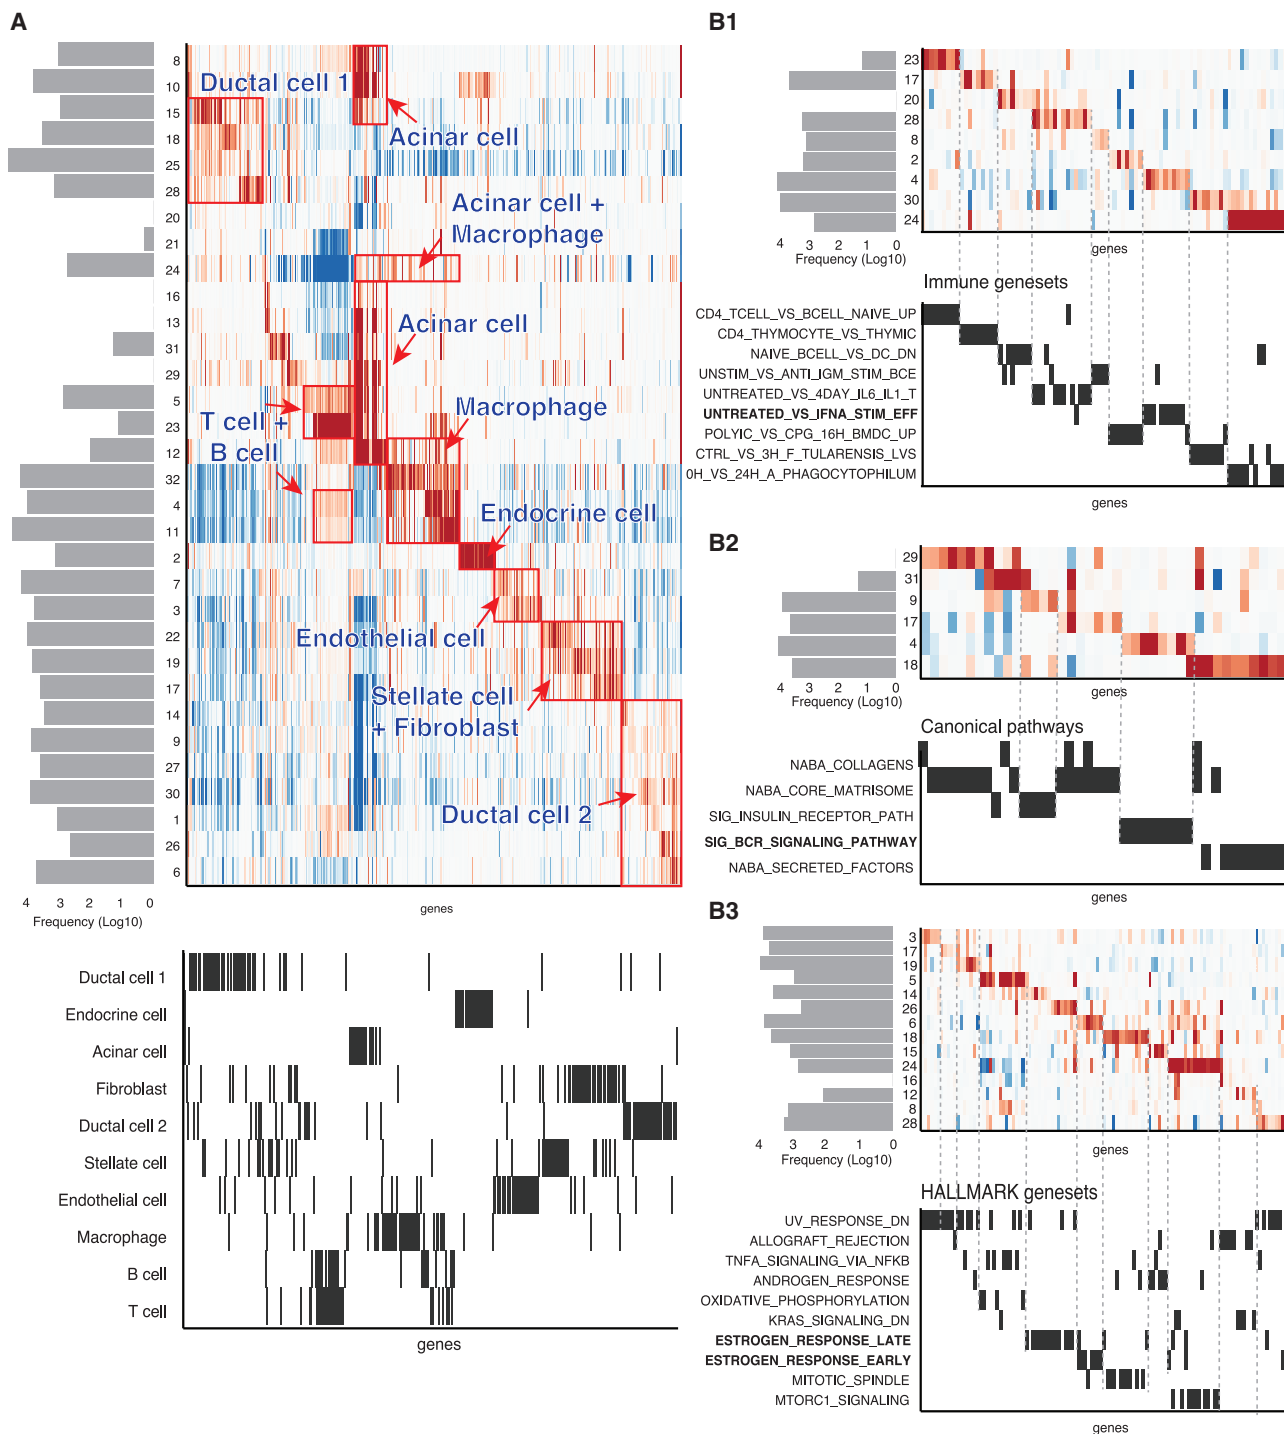 A
8
10
15
18
25
28
20
21
24
16
13
31
29
5
23
12
32
4
11
2
7
3
22
19
17
14
9
27
30
1
26
6
Ductal cell 1
Acinar cell
Acinar cell +
Macrophage
Acinar cell
T cell +
B cell
Macrophage
Endocrine cell
Endothelial cell
Stellate cell
+ Fibroblast
Ductal cell 2
4 3 2 1 0
Frequency (Log10)
genes
Ductal cell 1
Endocrine cell
Acinar cell
Fibroblast
Ductal cell 2
Stellate cell
Endothelial cell
Macrophage
B cell
T cell
genes
B1
23
17
20
28
8
2
4
30
24
4 3 2 1 0
Frequency (Log10)
genes
Immune genesets
CD4_TCELL_VS_BCELL_NAIVE_UP
CD4_THYMOCYTE_VS_THYMIC
NAIVE_BCELL_VS_DC_DN
UNSTIM_VS_ANTI_IGM_STIM_BCE
UNTREATED_VS_4DAY_IL6_IL1_T
UNTREATED_VS_IFNA_STIM_EFF
POLYIC_VS_CPG_16H_BMDC_UP
CTRL_VS_3H_F_TULARENSIS_LVS
0H_VS_24H_A_PHAGOCYTOPHILUM
genes
B2
29
31
9
17
4
18
4 3 2 1 0
Frequency (Log10)
genes
Canonical pathways
NABA_COLLAGENS
NABA_CORE_MATRISOME
SIG_INSULIN_RECEPTOR_PATH
SIG_BCR_SIGNALING_PATHWAY
NABA_SECRETED_FACTORS
genes
B3
3
17
19
5
14
26
6
18
15
24
16
12
8
28
4 3 2 1 0
Frequency (Log10)
genes
HALLMARK genesets
UV_RESPONSE_DN
ALLOGRAFT_REJECTION
TNFA_SIGNALING_VIA_NFKB
ANDROGEN_RESPONSE
OXIDATIVE_PHOSPHORYLATION
KRAS_SIGNALING_DN
ESTROGEN_RESPONSE_LATE
ESTROGEN_RESPONSE_EARLY
MITOTIC_SPINDLE
MTORC1_SIGNALING
genes